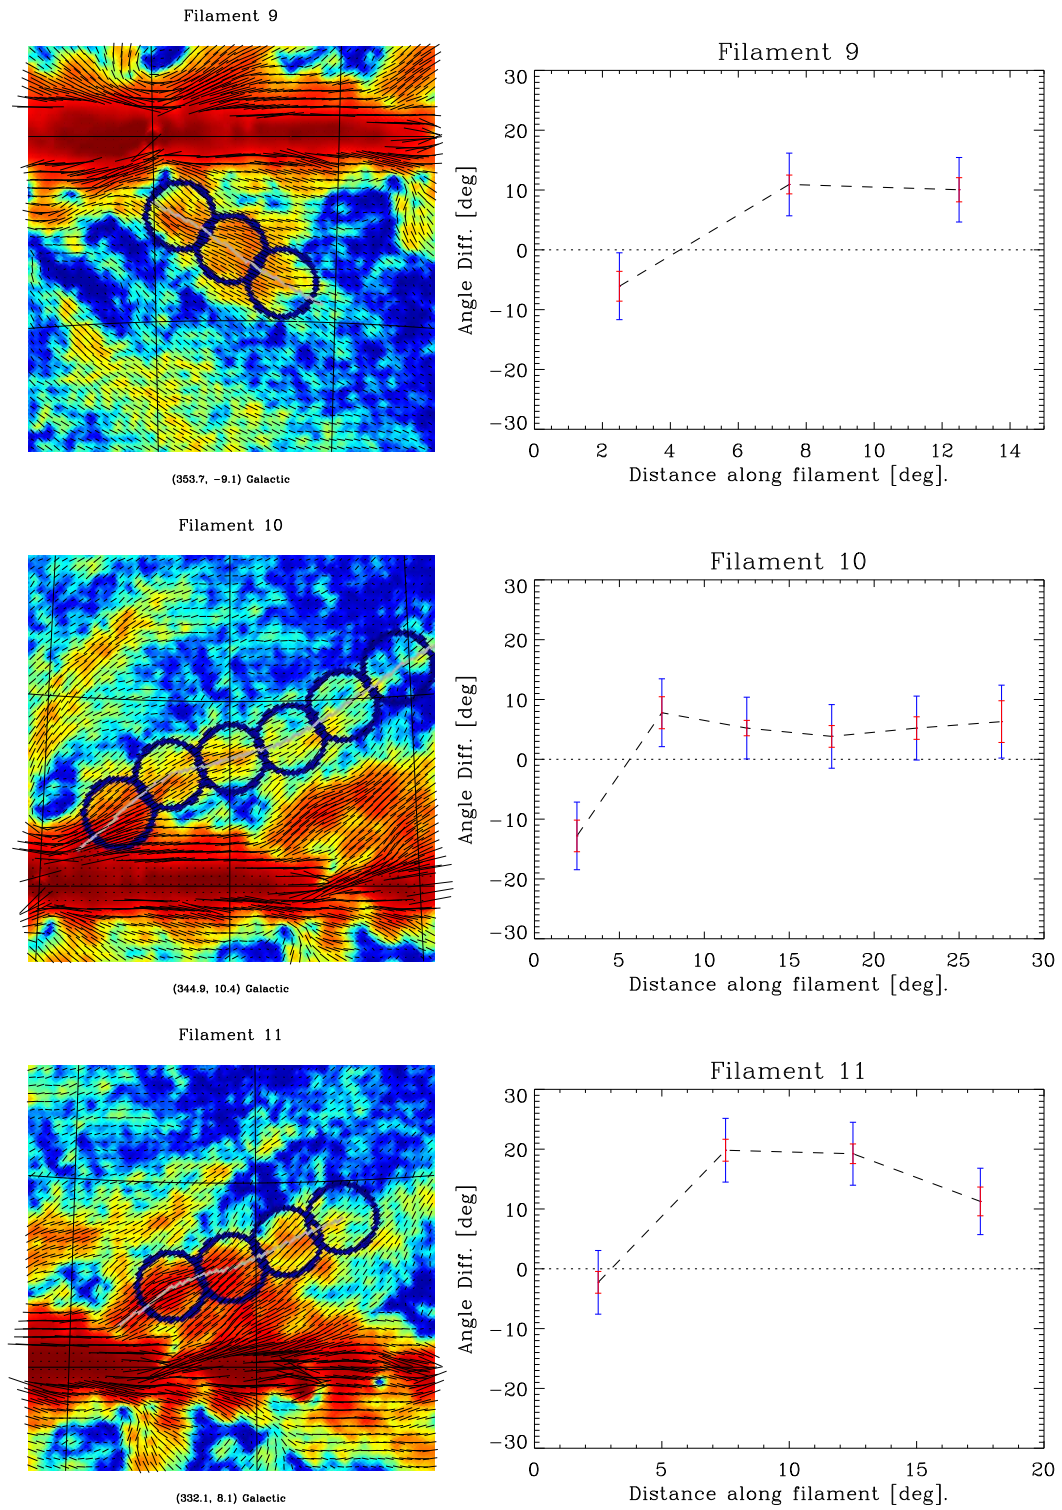 Filament 9
Filament 9
30
20
10
0
-10
-20
-30
Angle Diff. [deg]
0 2 4 6 8 10 12 14
Distance along filament [deg].
(353.7, -9.1) Galactic
Filament 10
Filament 10
30
20
10
0
-10
-20
-30
Angle Diff. [deg]
0 5 10 15 20 25 30
Distance along filament [deg].
(344.9, 10.4) Galactic
Filament 11
Filament 11
30
20
10
0
-10
-20
-30
Angle Diff. [deg]
0 5 10 15 20
Distance along filament [deg].
(332.1, 8.1) Galactic